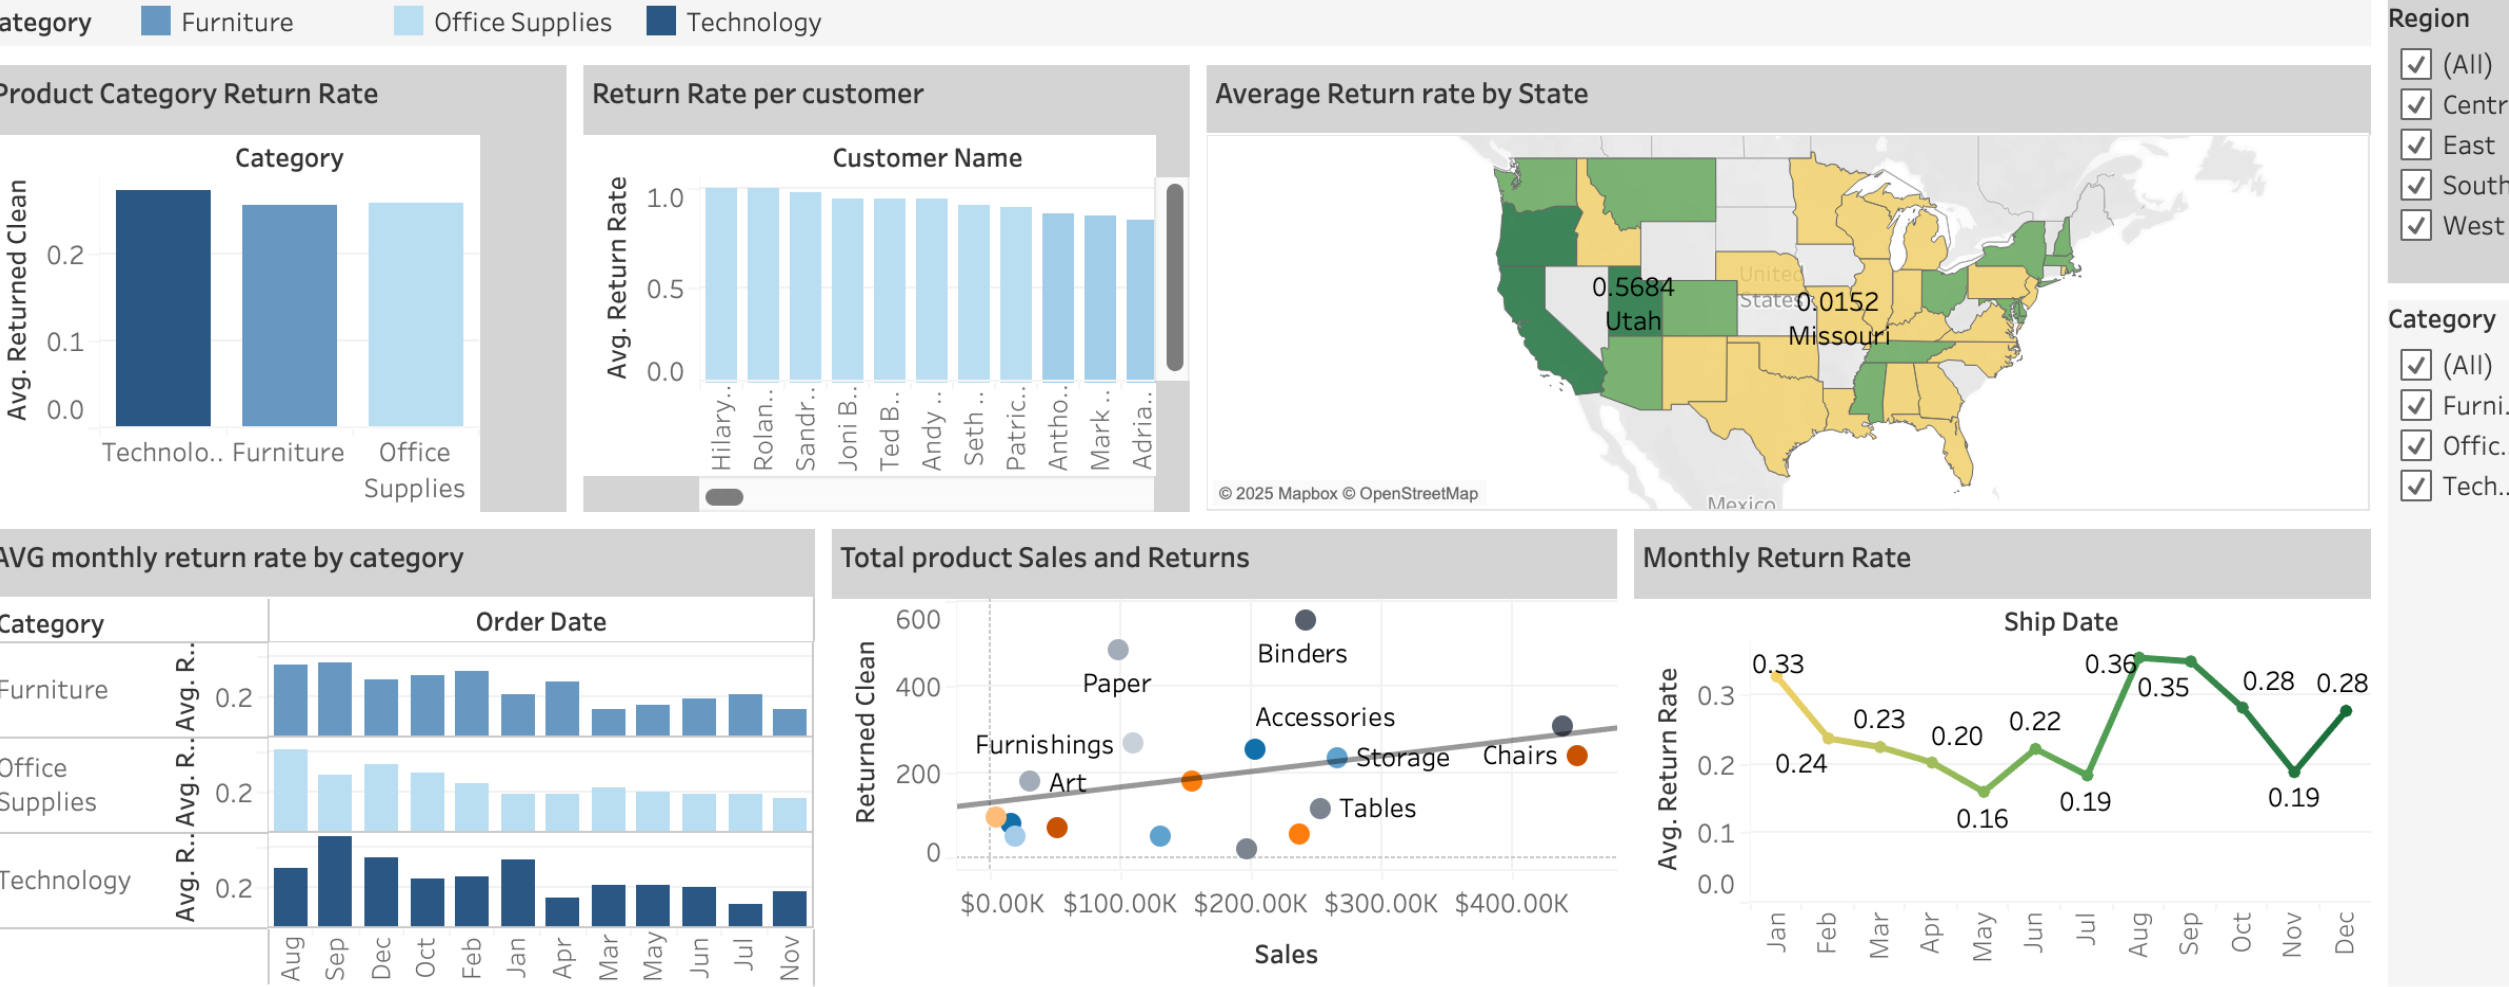 ategory Furniture Office Supplies Technology
Region
(All)
Centr
East
South
West
Category
(All)
Furni.
Offic..
Tech..
Product Category Return Rate
Category
Avg. Returned Clean
0.2
0.1
0.0
Technolo.. Furniture Office
Supplies
Return Rate per customer
Customer Name
Avg. Return Rate
1.0
0.5
0.0
Hilary..
Rolan..
Sandr..
Joni B..
Ted B..
Andy ..
Seth ..
Patric..
Antho..
Mark ..
Adria..
Average Return rate by State
United
States
0.5684
Utah
0.0152
Missouri
Mexico
© 2025 Mapbox © OpenStreetMap
AVG monthly return rate by category
Category
Order Date
Furniture
Avg. R..
0.2
Office
Supplies
Avg. R..
0.2
Technology
Avg. R..
0.2
Aug
Sep
Dec
Oct
Feb
Jan
Apr
Mar
May
Jun
Jul
Nov
Total product Sales and Returns
Returned Clean
600
400
200
0
Binders
Paper
Accessories
Furnishings
Storage
Chairs
Art
Tables
$0.00K $100.00K $200.00K $300.00K $400.00K
Sales
Monthly Return Rate
Ship Date
Avg. Return Rate
0.3
0.2
0.1
0.0
0.33
0.24
0.23
0.20
0.16
0.22
0.19
0.36
0.35
0.28
0.19
0.28
Jan
Feb
Mar
Apr
May
Jun
Jul
Aug
Sep
Oct
Nov
Dec